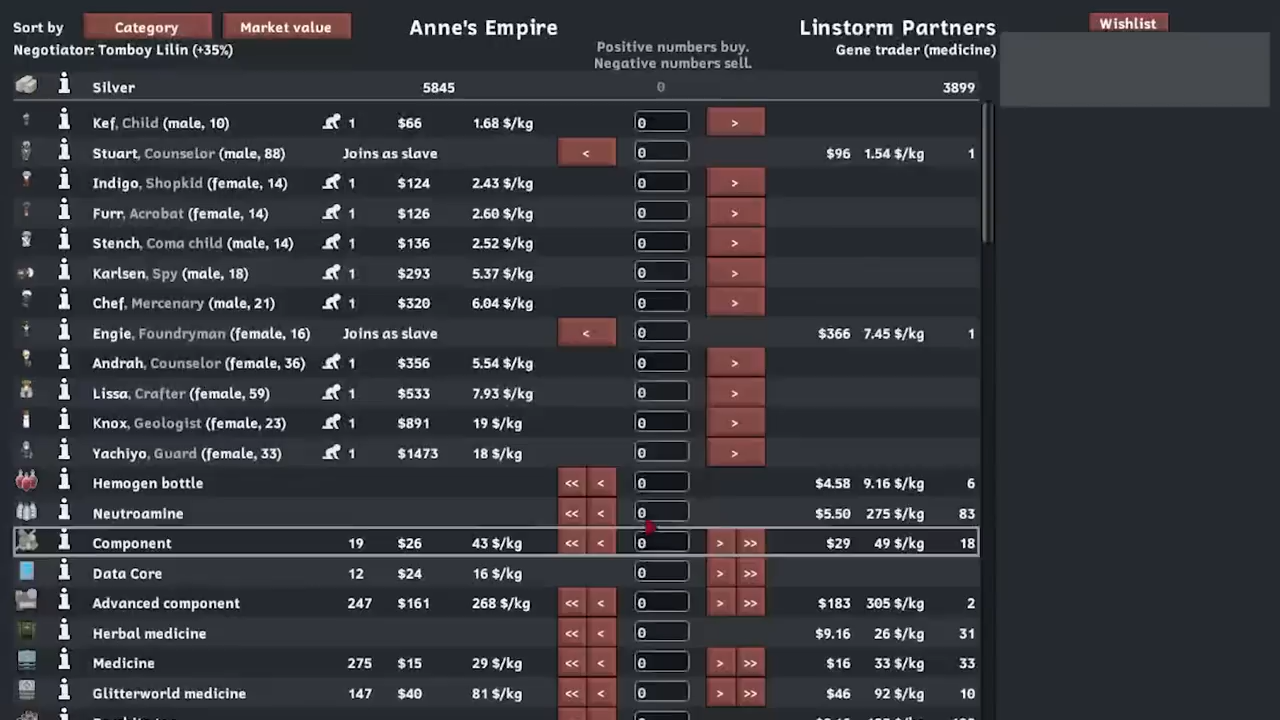 Sort by Category Market value Anne's Empire Linstorm Partners Wishlist
Negotiator: Tomboy Lilin (+35%) Positive numbers buy. Gene trader (medicine)
Negative numbers sell.
Silver 5845 0 3899
Kef, Child (male, 10) 1 $66 1.68 $/kg 0 >
Stuart, Counselor (male, 88) Joins as slave < 0 $96 1.54 $/kg 1
Indigo, Shopkid (female, 14) 1 $124 2.43 $/kg 0 >
Furr, Acrobat (female, 14) 1 $126 2.60 $/kg 0 >
Stench, Coma child (male, 14) 1 $136 2.52 $/kg 0 >
Karlsen, Spy (male, 18) 1 $293 5.37 $/kg 0 >
Chef, Mercenary (male, 21) 1 $320 6.04 $/kg 0 >
Engie, Foundryman (female, 16) Joins as slave < 0 $366 7.45 $/kg 1
Andrah, Counselor (female, 36) 1 $356 5.54 $/kg 0 >
Lissa, Crafter (female, 59) 1 $533 7.93 $/kg 0 >
Knox, Geologist (female, 23) 1 $891 19 $/kg 0 >
Yachiyo, Guard (female, 33) 1 $1473 18 $/kg 0 >
Hemogen bottle << < 0 $4.58 9.16 $/kg 6
Neutroamine << < 0 $5.50 275 $/kg 83
Component 19 $26 43 $/kg << < 0 > >> $29 49 $/kg 18
Data Core 12 $24 16 $/kg 0 > >>
Advanced component 247 $161 268 $/kg << < 0 > >> $183 305 $/kg 2
Herbal medicine << < 0 $9.16 26 $/kg 31
Medicine 275 $15 29 $/kg << < 0 > >> $16 33 $/kg 33
Glitterworld medicine 147 $40 81 $/kg << < 0 > >> $46 92 $/kg 10